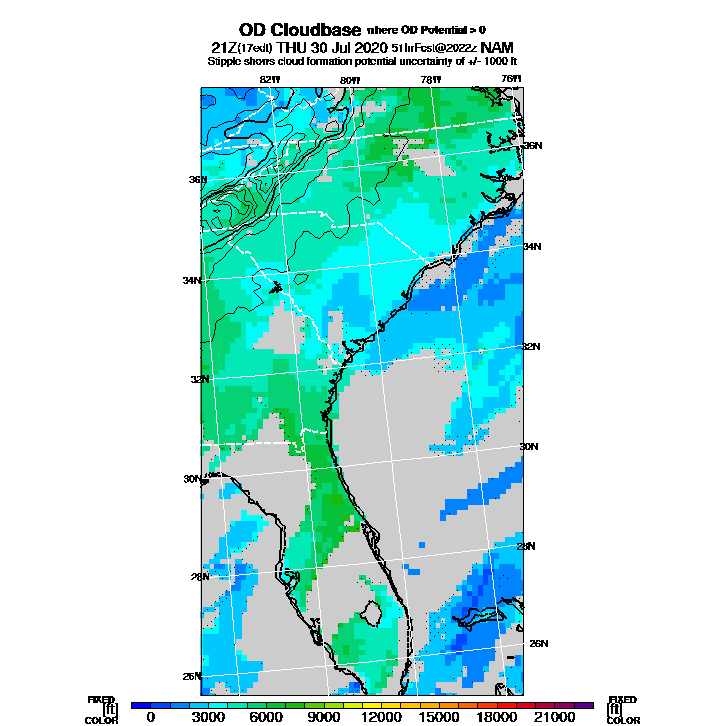 OD Cloudbase where OD Potential > 0
21Z(17edt) THU 30 Jul 2020 51hrFcst@2022z NAM
Stipple shows cloud formation potential uncertainty of +/- 1000 ft
82W 80W 78W 76W
36N
36N
34N
34N
32N
32N
30N
30N
28N
28N
26N
26N
FIXED FIXED
[ft] [ft]
COLOR 0 3000 6000 9000 12000 15000 18000 21000 COLOR